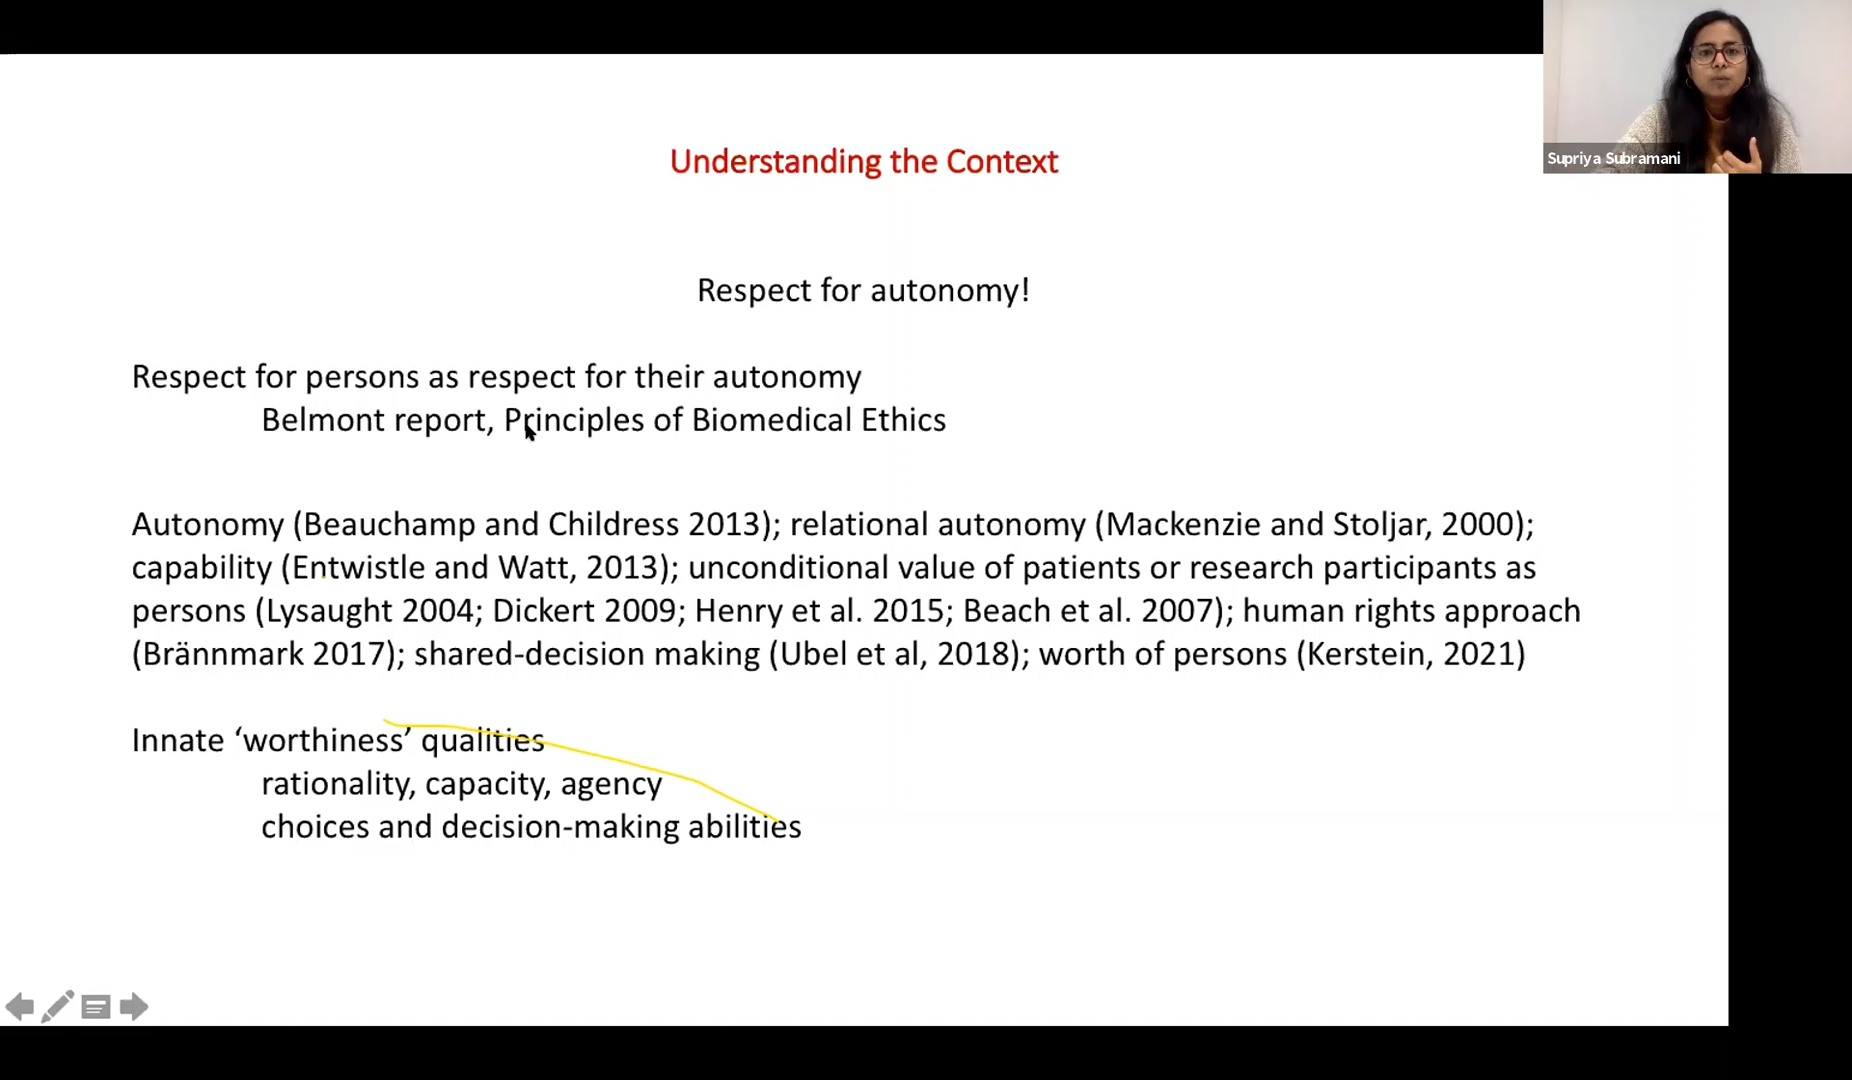 Understanding the Context
Supriya Subramani
Respect for autonomy!
Respect for persons as respect for their autonomy
Belmont report, Principles of Biomedical Ethics
Autonomy (Beauchamp and Childress 2013); relational autonomy (Mackenzie and Stoljar, 2000);
capability (Entwistle and Watt, 2013); unconditional value of patients or research participants as
persons (Lysaught 2004; Dickert 2009; Henry et al. 2015; Beach et al. 2007); human rights approach
(Brännmark 2017); shared-decision making (Ubel et al, 2018); worth of persons (Kerstein, 2021)
Innate ‘worthiness’ qualities
rationality, capacity, agency
choices and decision-making abilities